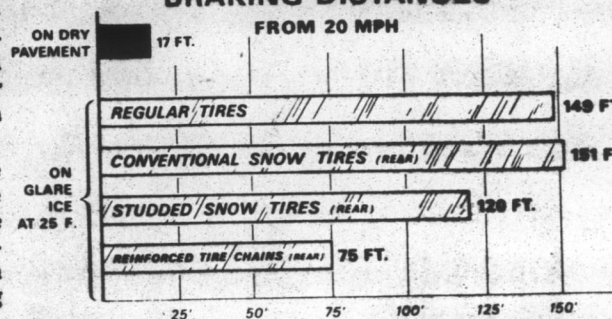 BRAKING DISTANCES
FROM 20 MPH
ON DRY
PAVEMENT
17 FT.
REGULAR TIRES
149 FT
CONVENTIONAL SNOW TIRES (REAR)
151 F
ON
GLARE
ICE
AT 25 F.
STUDDED SNOW TIRES (REAR)
120 FT.
REINFORCED TIRE CHAINS (REAR)
75 FT.
25' 50' 75' 100' 125' 150'